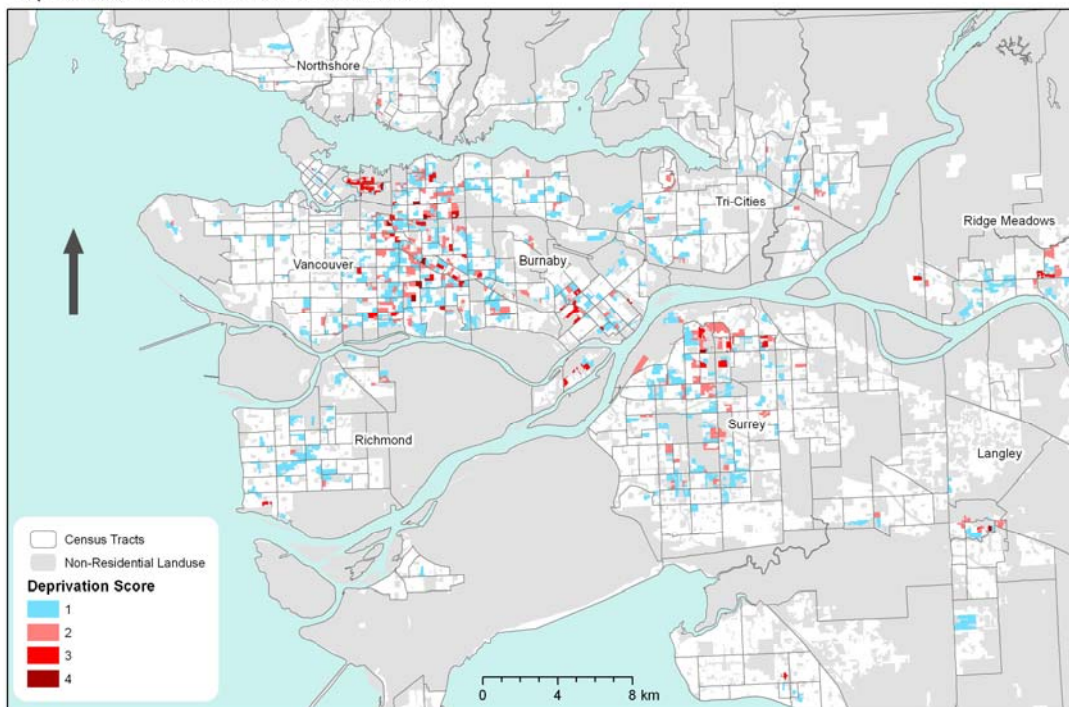 Northshore
Tri-Cities
Ridge Meadows
Vancouver
Burnaby
Richmond
Surrey
Langley
Census Tracts
Non-Residential Landuse
Deprivation Score
1
2
3
4
0 4 8 km